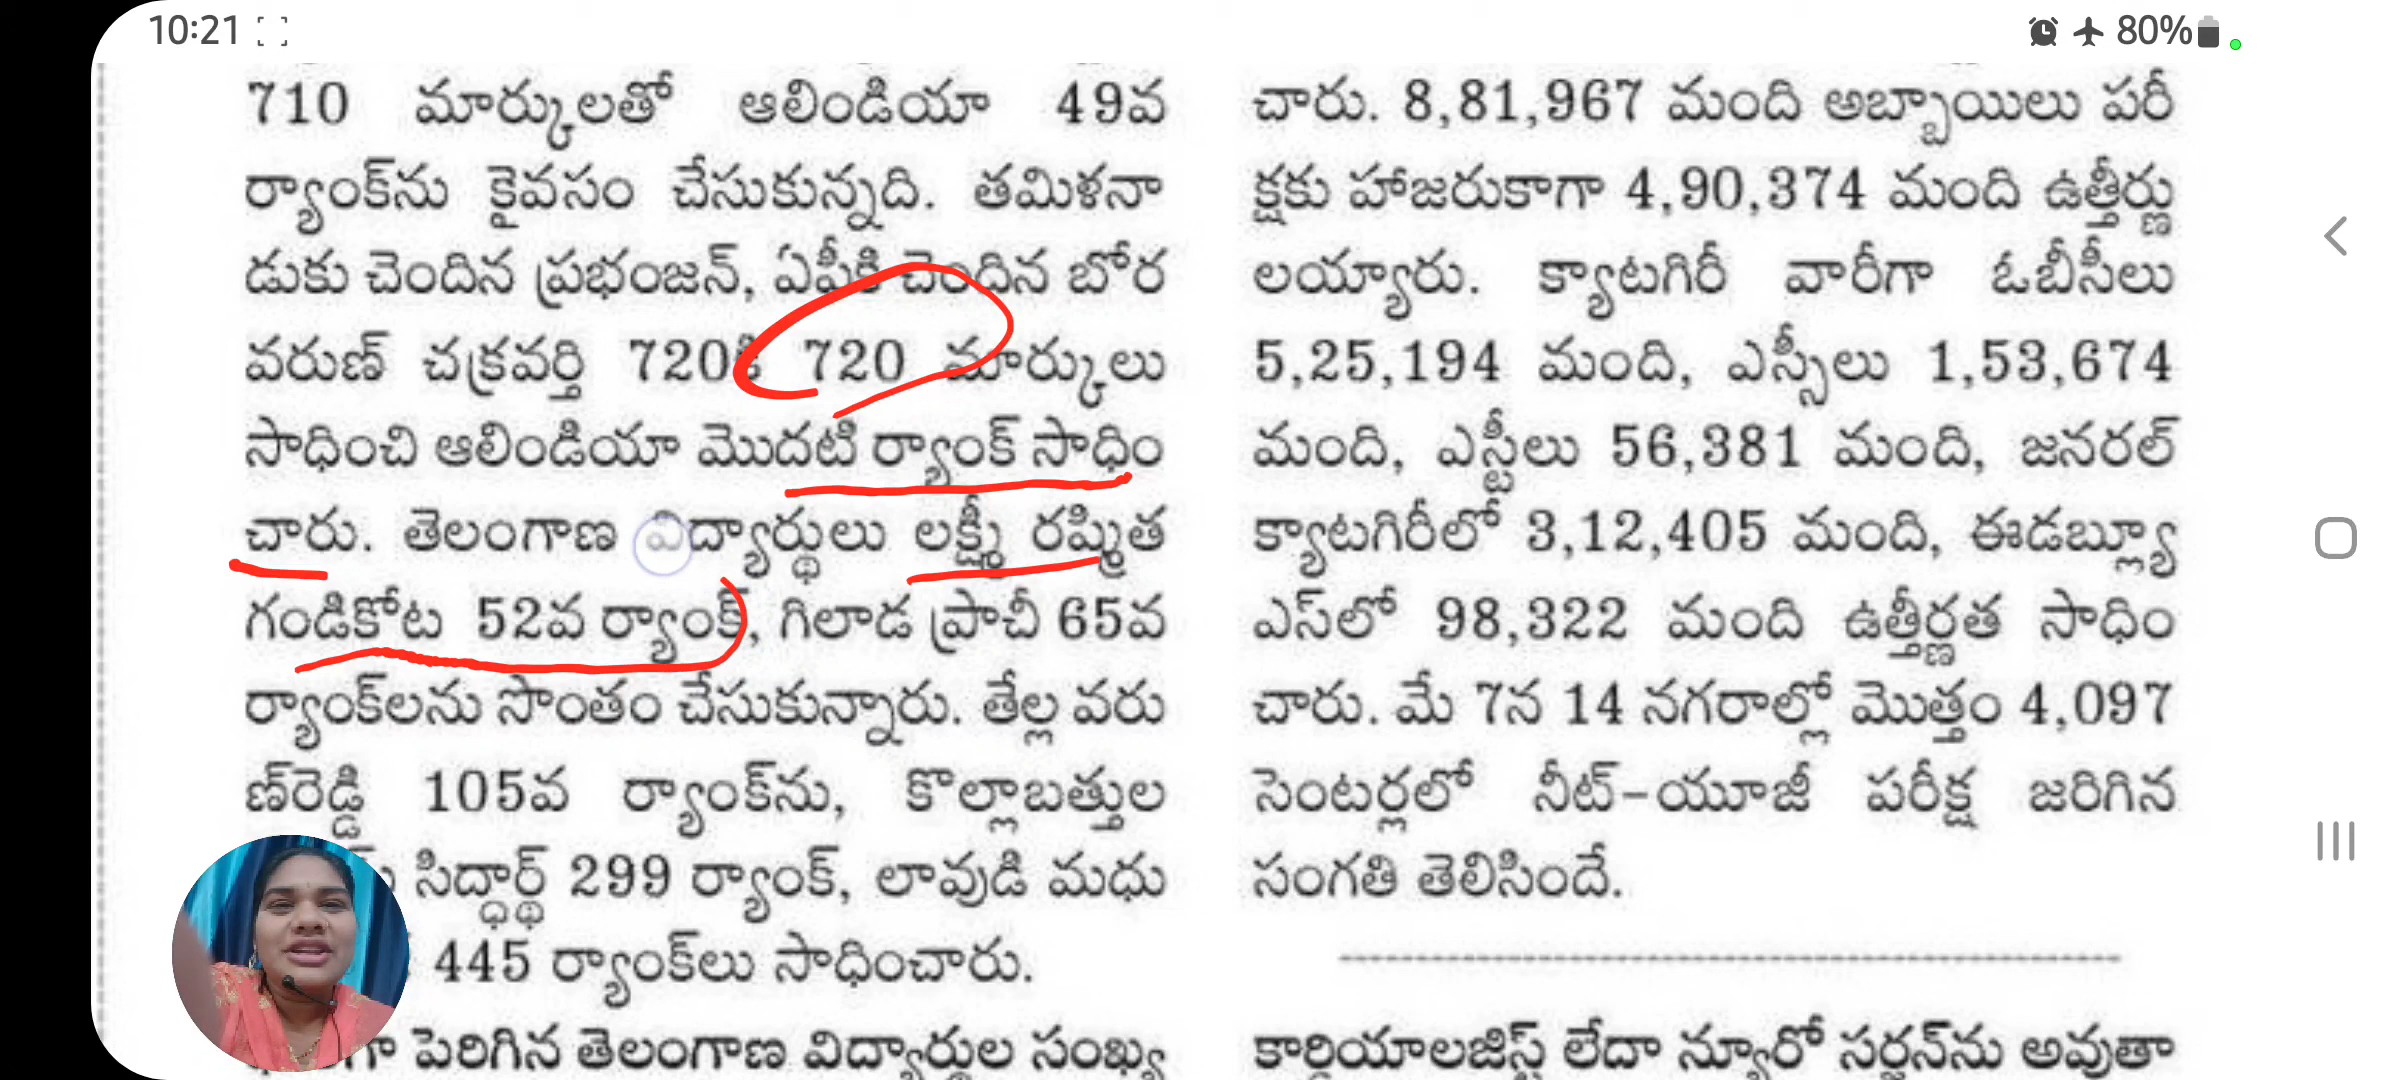 10:21
80%
710 మార్కులతో ఆలిండియా 49వ
ర్యాంక్‌ను కైవసం చేసుకున్నది. తమిళనా
డుకు చెందిన ప్రభంజన్, ఏపీకి చెందిన బోర
వరుణ్ చక్రవర్తి 720కి 720 మార్కులు
సాధించి ఆలిండియా మొదటి ర్యాంక్ సాధిం
చారు. తెలంగాణ విద్యార్థులు లక్ష్మీ రష్మిత
గండికోట 52వ ర్యాంక్, గిలాడ ప్రాచీ 65వ
ర్యాంక్‌లను సొంతం చేసుకున్నారు. తేల్ల వరు
ణ్‌రెడ్డి 105వ ర్యాంక్‌ను, కొల్లాబత్తుల
సిద్ధార్థ్ 299 ర్యాంక్, లావుడి మధు
445 ర్యాంక్‌లు సాధించారు.
పెరిగిన తెలంగాణ విద్యార్థుల సంఖ్య
చారు. 8,81,967 మంది అబ్బాయిలు పరీ
క్షకు హాజరుకాగా 4,90,374 మంది ఉత్తీర్ణు
లయ్యారు. క్యాటగిరీ వారీగా ఓబీసీలు
5,25,194 మంది, ఎస్సీలు 1,53,674
మంది, ఎస్టీలు 56,381 మంది, జనరల్
క్యాటగిరీలో 3,12,405 మంది, ఈడబ్ల్యూ
ఎస్‌లో 98,322 మంది ఉత్తీర్ణత సాధిం
చారు. మే 7న 14 నగరాల్లో మొత్తం 4,097
సెంటర్లలో నీట్-యూజీ పరీక్ష జరిగిన
సంగతి తెలిసిందే.
కార్డియాలజిస్ట్ లేదా న్యూరో సర్జన్‌ను అవుతా